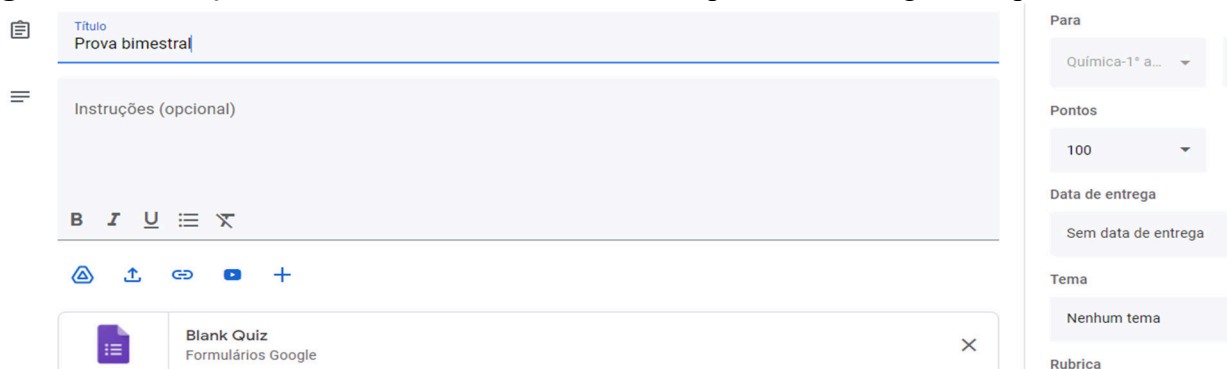 Título
Prova bimestral
Instruções (opcional)
B I U
Blank Quiz
Formulários Google
Para
Química-1° a...
Pontos
100
Data de entrega
Sem data de entrega
Tema
Nenhum tema
Rubrica